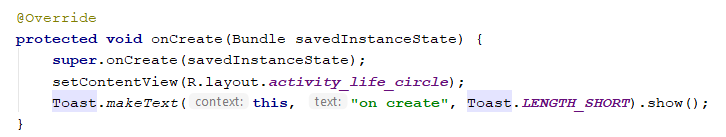 @Override
protected void onCreate(Bundle savedInstanceState) {
super.onCreate(savedInstanceState);
setContentView(R.layout.activity_life_circle);
Toast.makeText( context: this, text: "on create", Toast.LENGTH_SHORT).show();
}